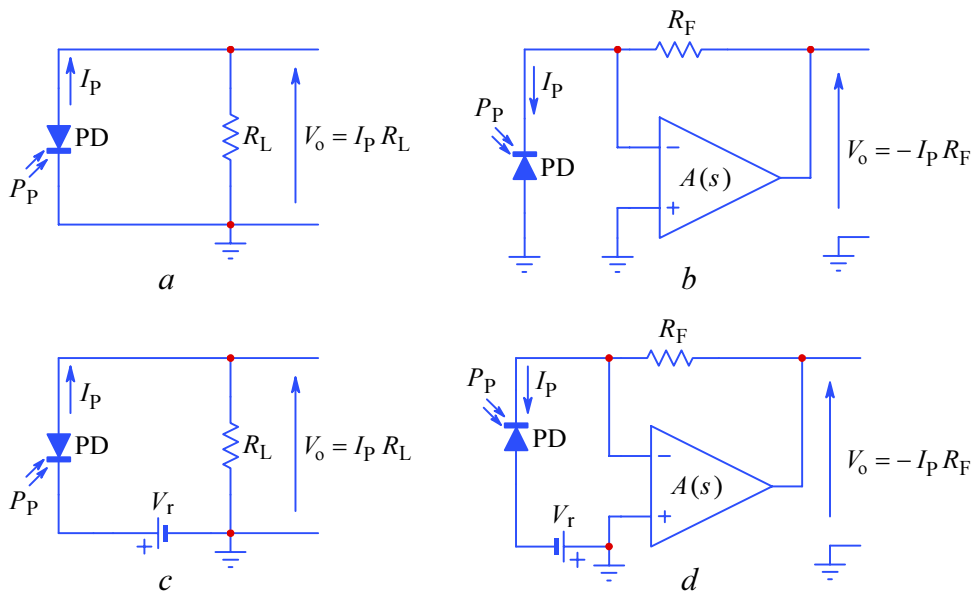 I_P
PD
P_P
R_L
V_o = I_P R_L
a
R_F
I_P
P_P
PD
−
A(s)
+
V_o = − I_P R_F
b
I_P
PD
P_P
R_L
V_o = I_P R_L
V_r
+
c
R_F
P_P
I_P
PD
−
A(s)
+
V_o = − I_P R_F
V_r
+
d